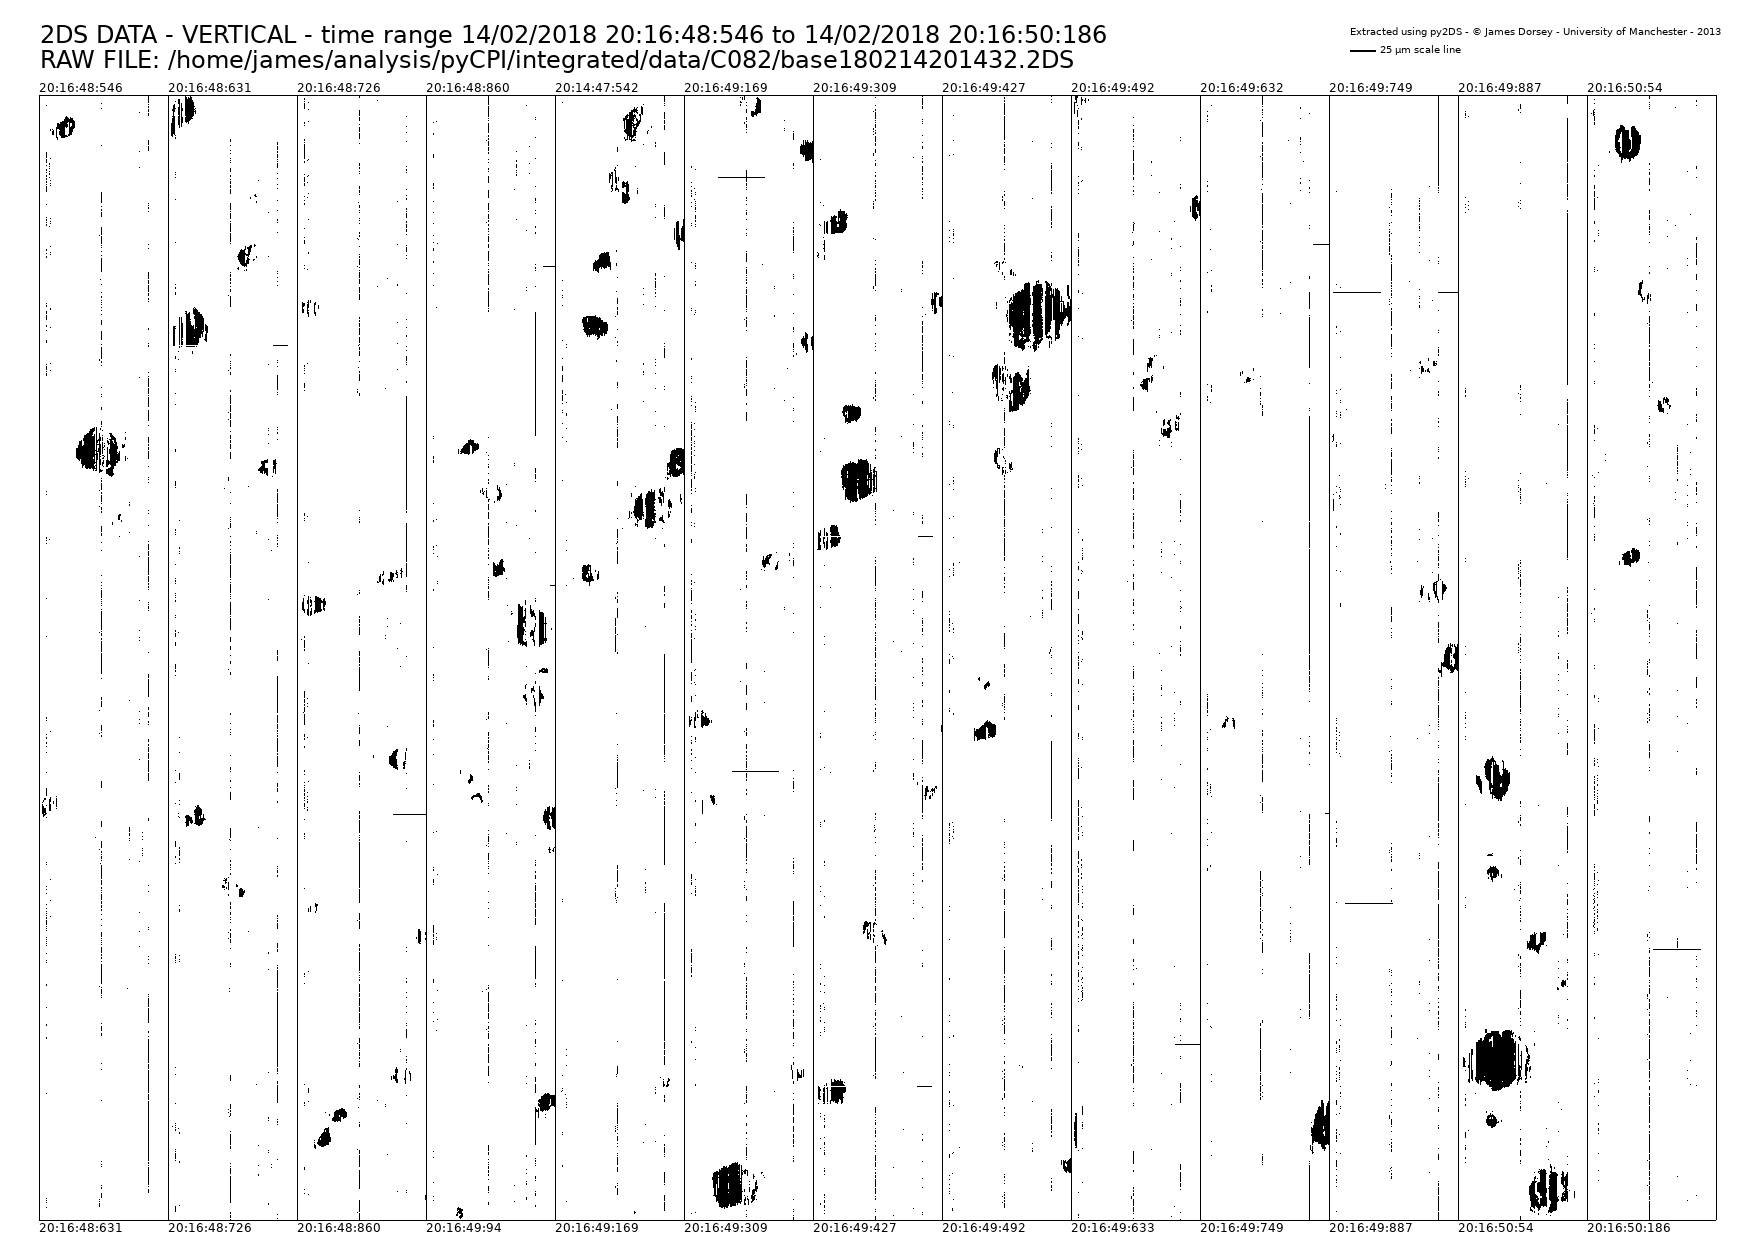 2DS DATA - VERTICAL - time range 14/02/2018 20:16:48:546 to 14/02/2018 20:16:50:186
RAW FILE: /home/james/analysis/pyCPI/integrated/data/C082/base180214201432.2DS
Extracted using py2DS - © James Dorsey - University of Manchester - 2013
25 μm scale line
20:16:48:546 20:16:48:631 20:16:48:726 20:16:48:860 20:14:47:542 20:16:49:169 20:16:49:309 20:16:49:427 20:16:49:492 20:16:49:632 20:16:49:749 20:16:49:887 20:16:50:54
20:16:48:631 20:16:48:726 20:16:48:860 20:16:49:94 20:16:49:169 20:16:49:309 20:16:49:427 20:16:49:492 20:16:49:633 20:16:49:749 20:16:49:887 20:16:50:54 20:16:50:186